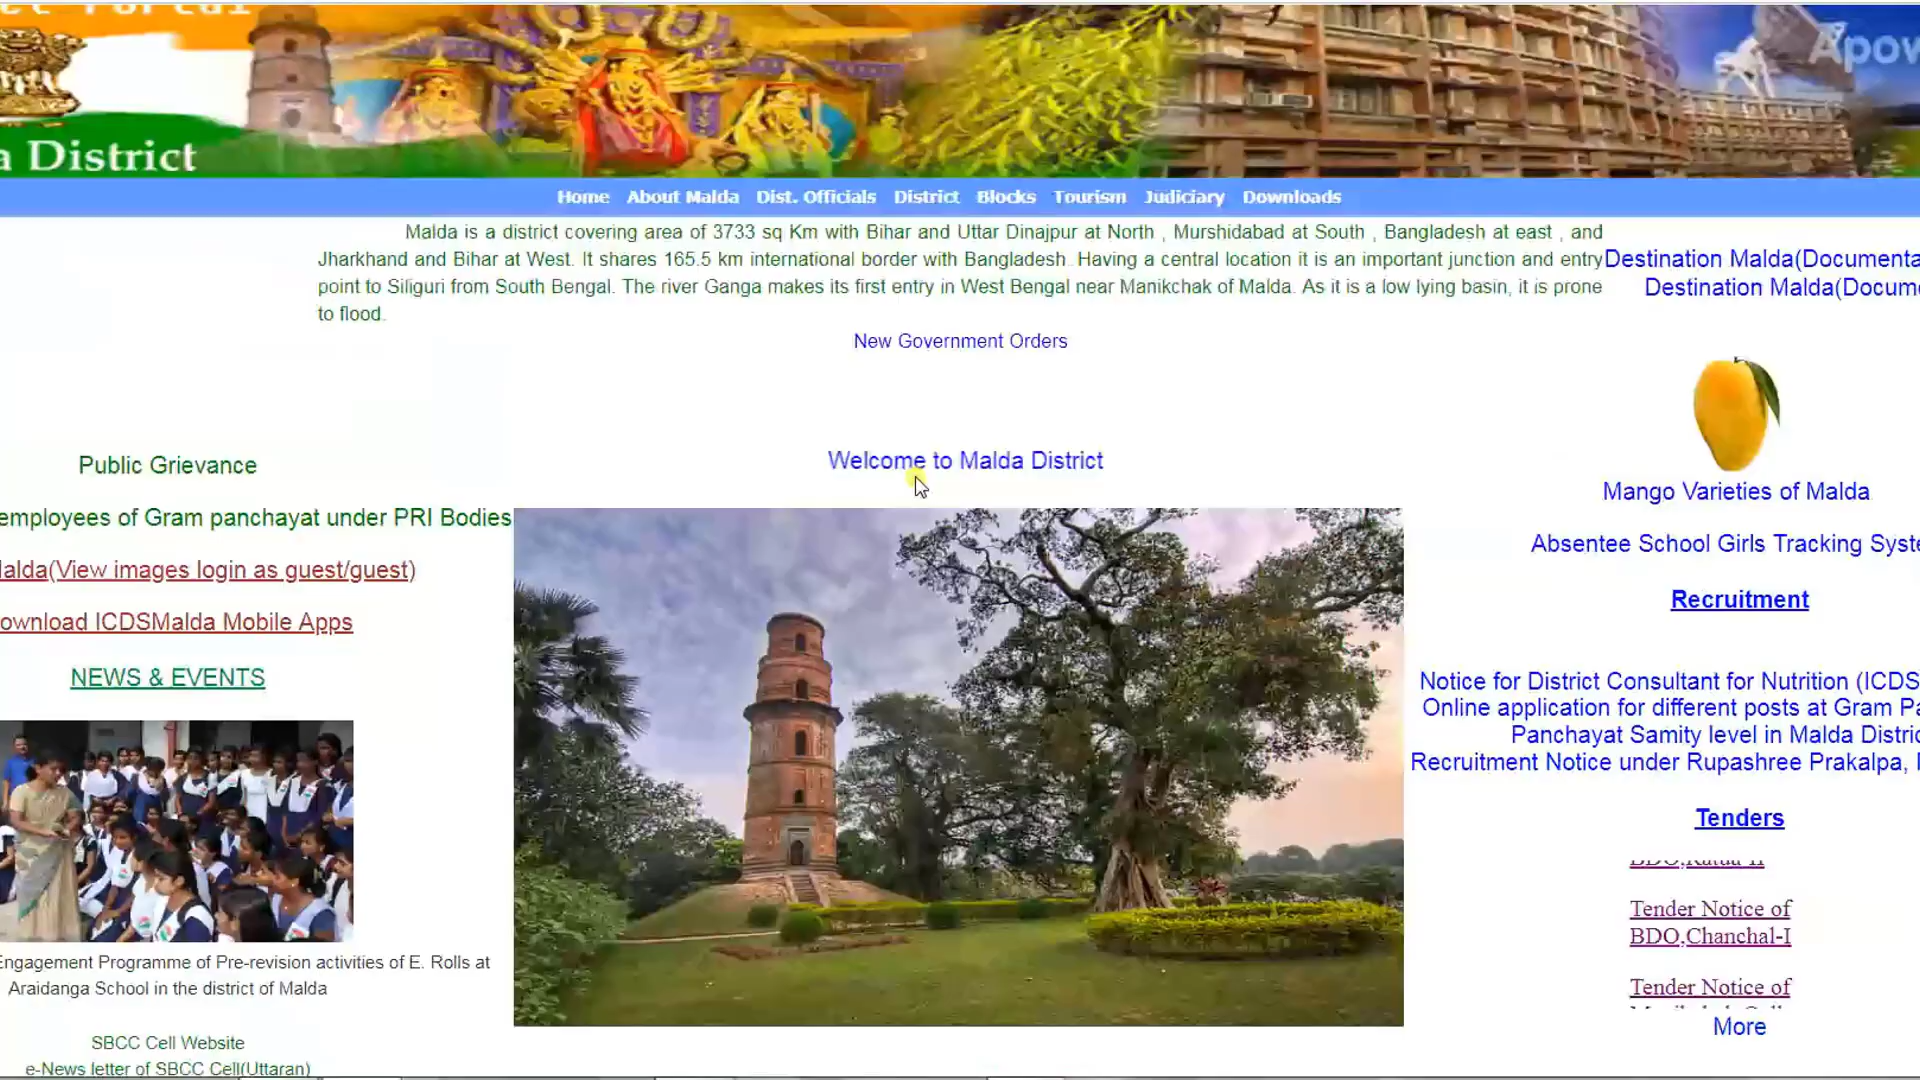 a District
Apow
Home About Malda Dist. Officials District Blocks Tourism Judiciary Downloads
Malda is a district covering area of 3733 sq Km with Bihar and Uttar Dinajpur at North , Murshidabad at South , Bangladesh at east , and
Jharkhand and Bihar at West. It shares 165.5 km international border with Bangladesh. Having a central location it is an important junction and entry
point to Siliguri from South Bengal. The river Ganga makes its first entry in West Bengal near Manikchak of Malda. As it is a low lying basin, it is prone
to flood.
New Government Orders
Destination Malda(Documenta
Destination Malda(Docum
Public Grievance
employees of Gram panchayat under PRI Bodies
alda(View images login as guest/guest)
ownload ICDSMalda Mobile Apps
NEWS & EVENTS
Engagement Programme of Pre-revision activities of E. Rolls at
Araidanga School in the district of Malda
SBCC Cell Website
e-News letter of SBCC Cell(Uttaran)
Welcome to Malda District
Mango Varieties of Malda
Absentee School Girls Tracking Syste
Recruitment
Notice for District Consultant for Nutrition (ICDS
Online application for different posts at Gram Pa
Panchayat Samity level in Malda Distric
Recruitment Notice under Rupashree Prakalpa,
Tenders
Tender Notice of
BDO,Chanchal-I
Tender Notice of
More